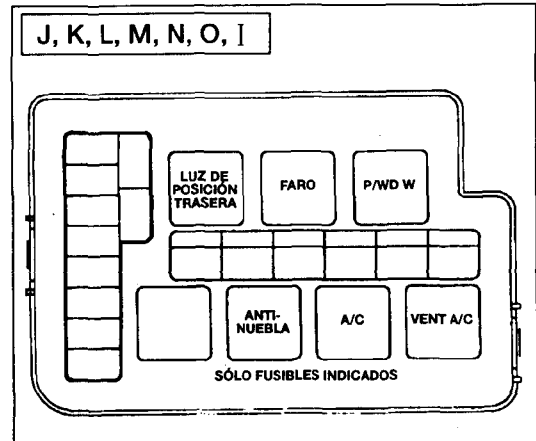 J, K, L, M, N, O, I
LUZ DE
POSICIÓN
TRASERA
FARO
P/WD W
ANTI-
NUEBLA
A/C
VENT A/C
SÓLO FUSIBLES INDICADOS